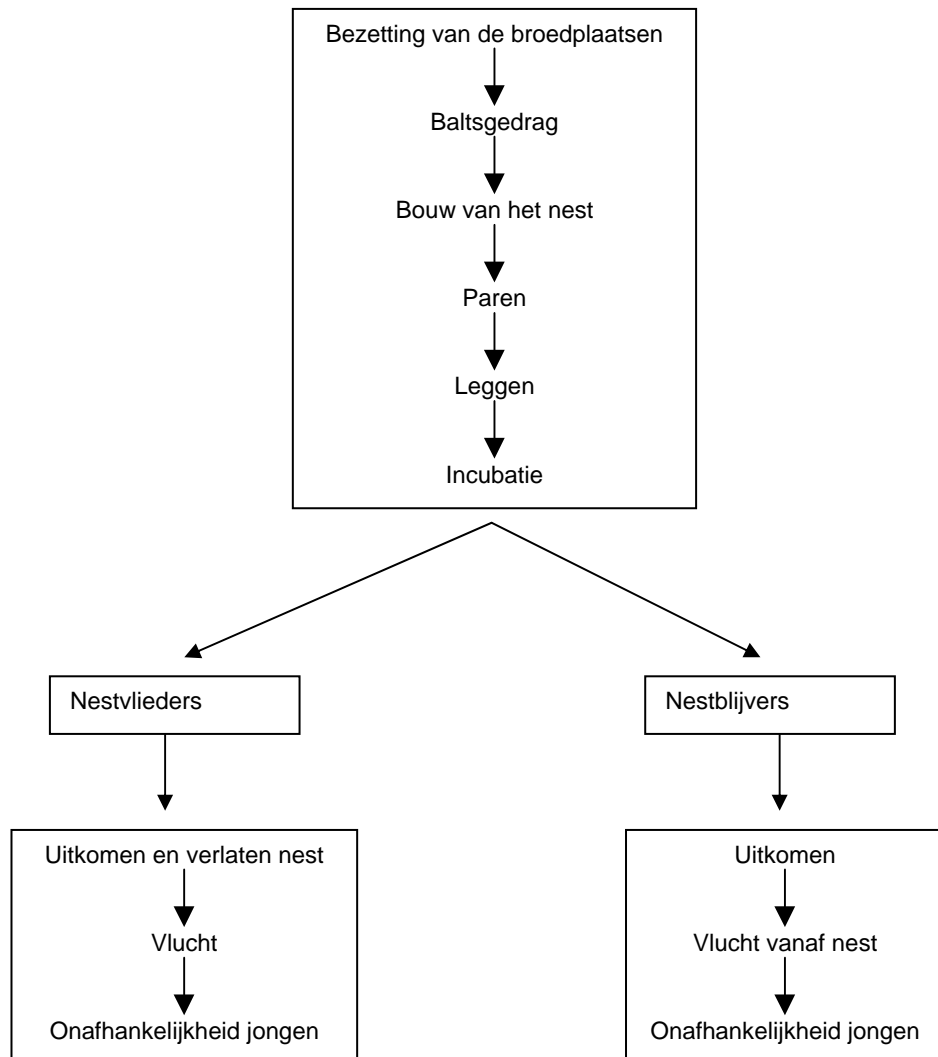 Bezetting van de broedplaatsen
Baltsgedrag
Bouw van het nest
Paren
Leggen
Incubatie
Nestvlieders
Nestblijvers
Uitkomen en verlaten nest
Vlucht
Onafhankelijkheid jongen
Uitkomen
Vlucht vanaf nest
Onafhankelijkheid jongen